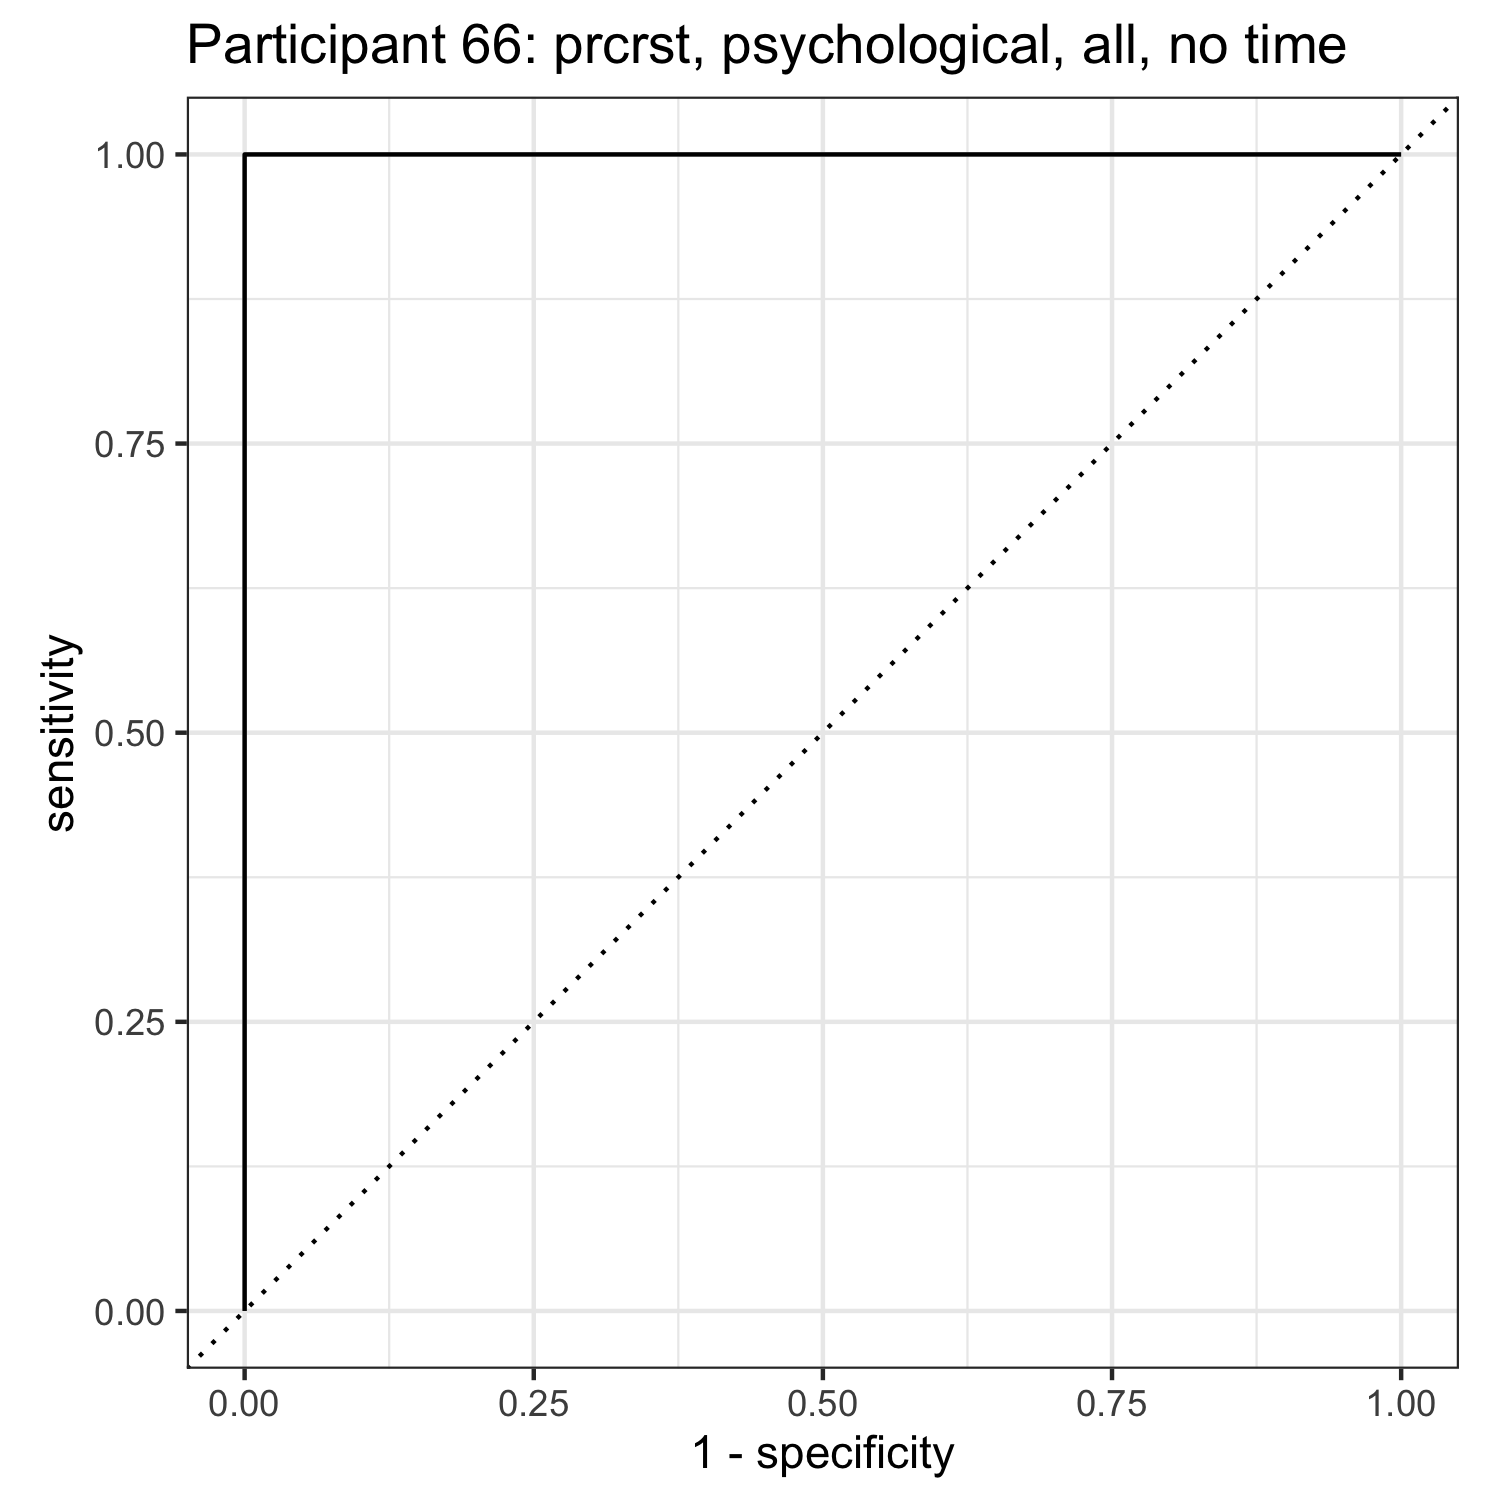 Participant 66: prcrst, psychological, all, no time
1.00
0.75
0.50
0.25
0.00
sensitivity
0.00 0.25 0.50 0.75 1.00
1 - specificity